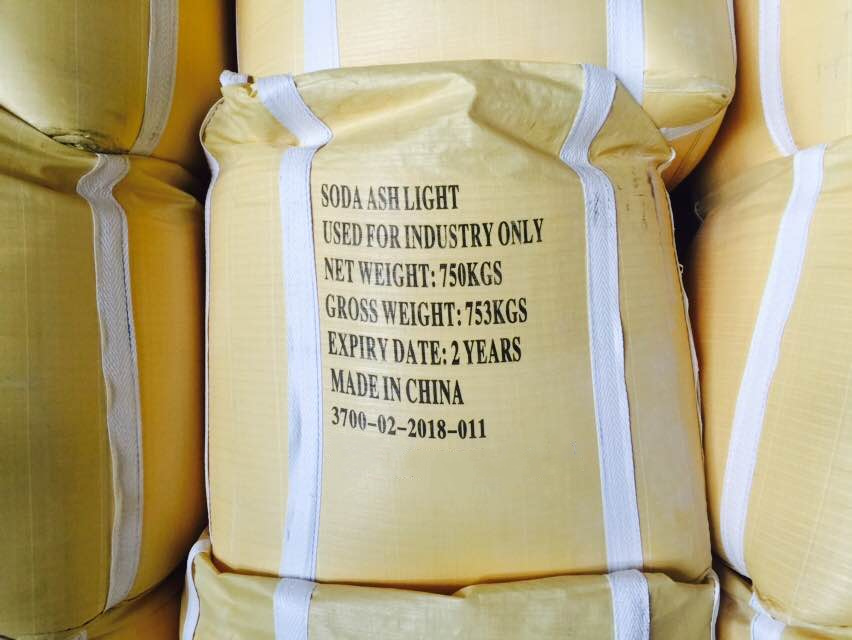 SODA ASH LIGHT
USED FOR INDUSTRY ONLY
NET WEIGHT: 750KGS
GROSS WEIGHT: 753KGS
EXPIRY DATE: 2 YEARS
MADE IN CHINA
3700-02-2018-011